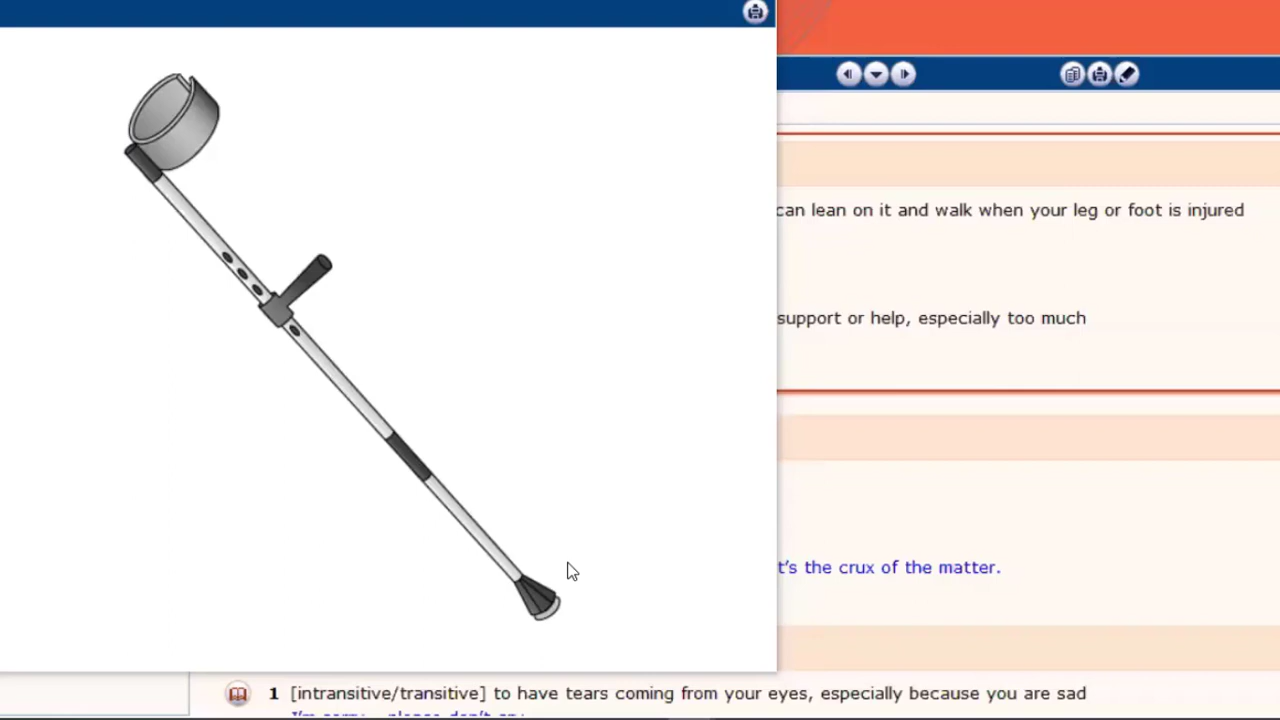 can lean on it and walk when your leg or foot is injured
support or help, especially too much
t's the crux of the matter.
1 [intransitive/transitive] to have tears coming from your eyes, especially because you are sad